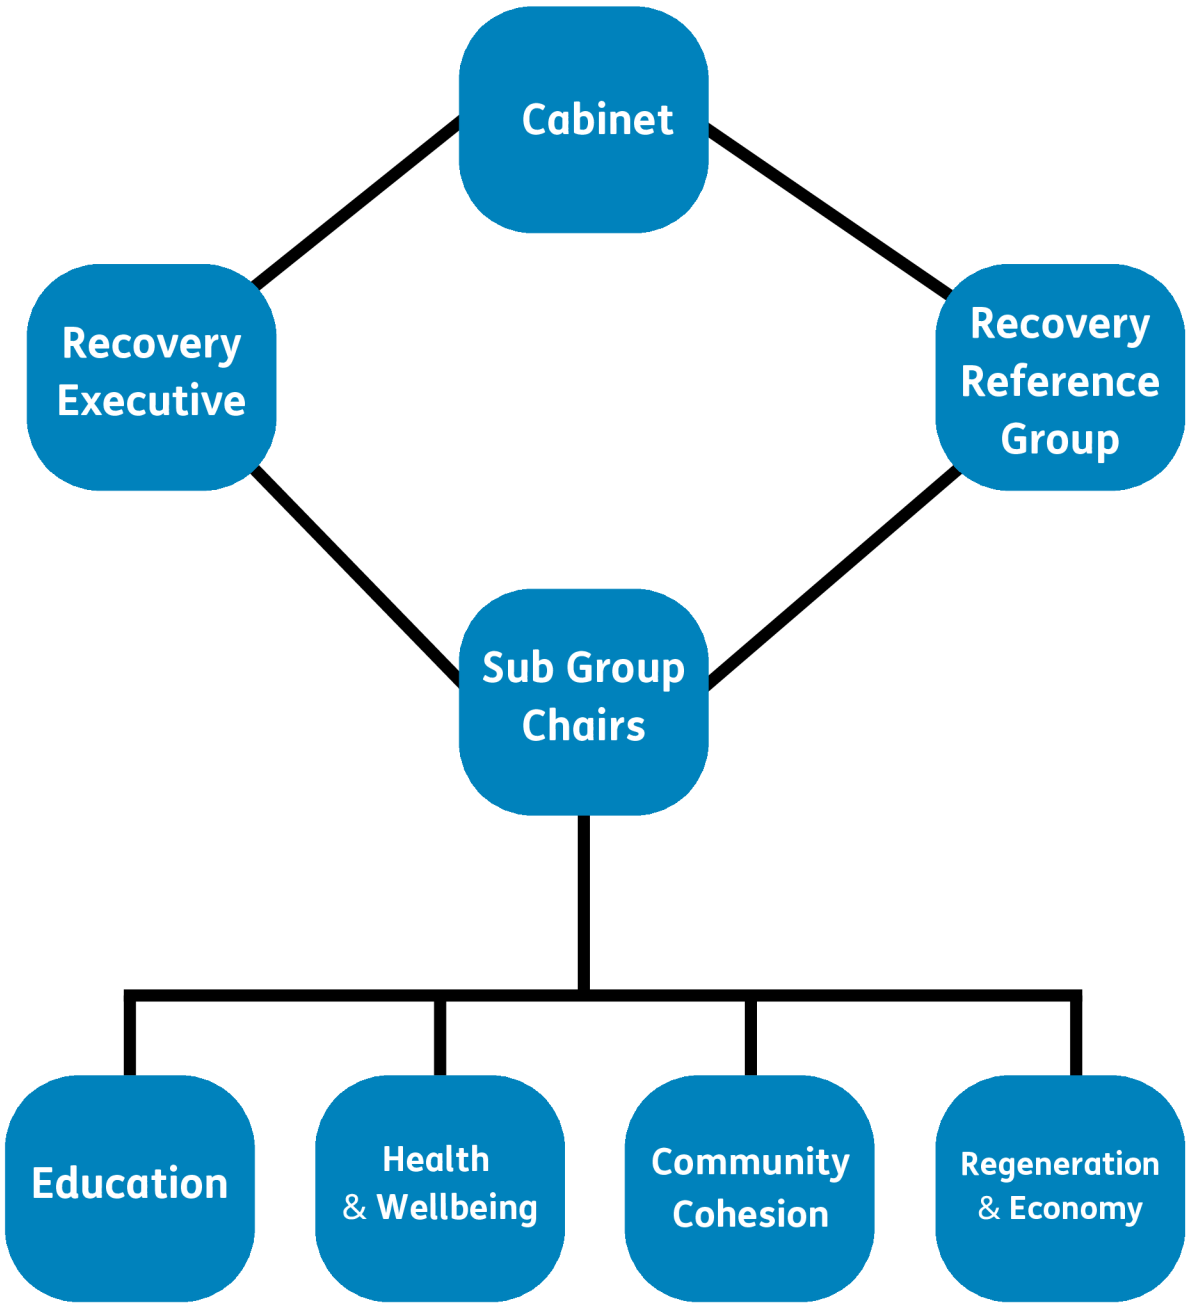 Cabinet
Recovery
Executive
Recovery
Reference
Group
Sub Group
Chairs
Education
Health
& Wellbeing
Community
Cohesion
Regeneration
& Economy